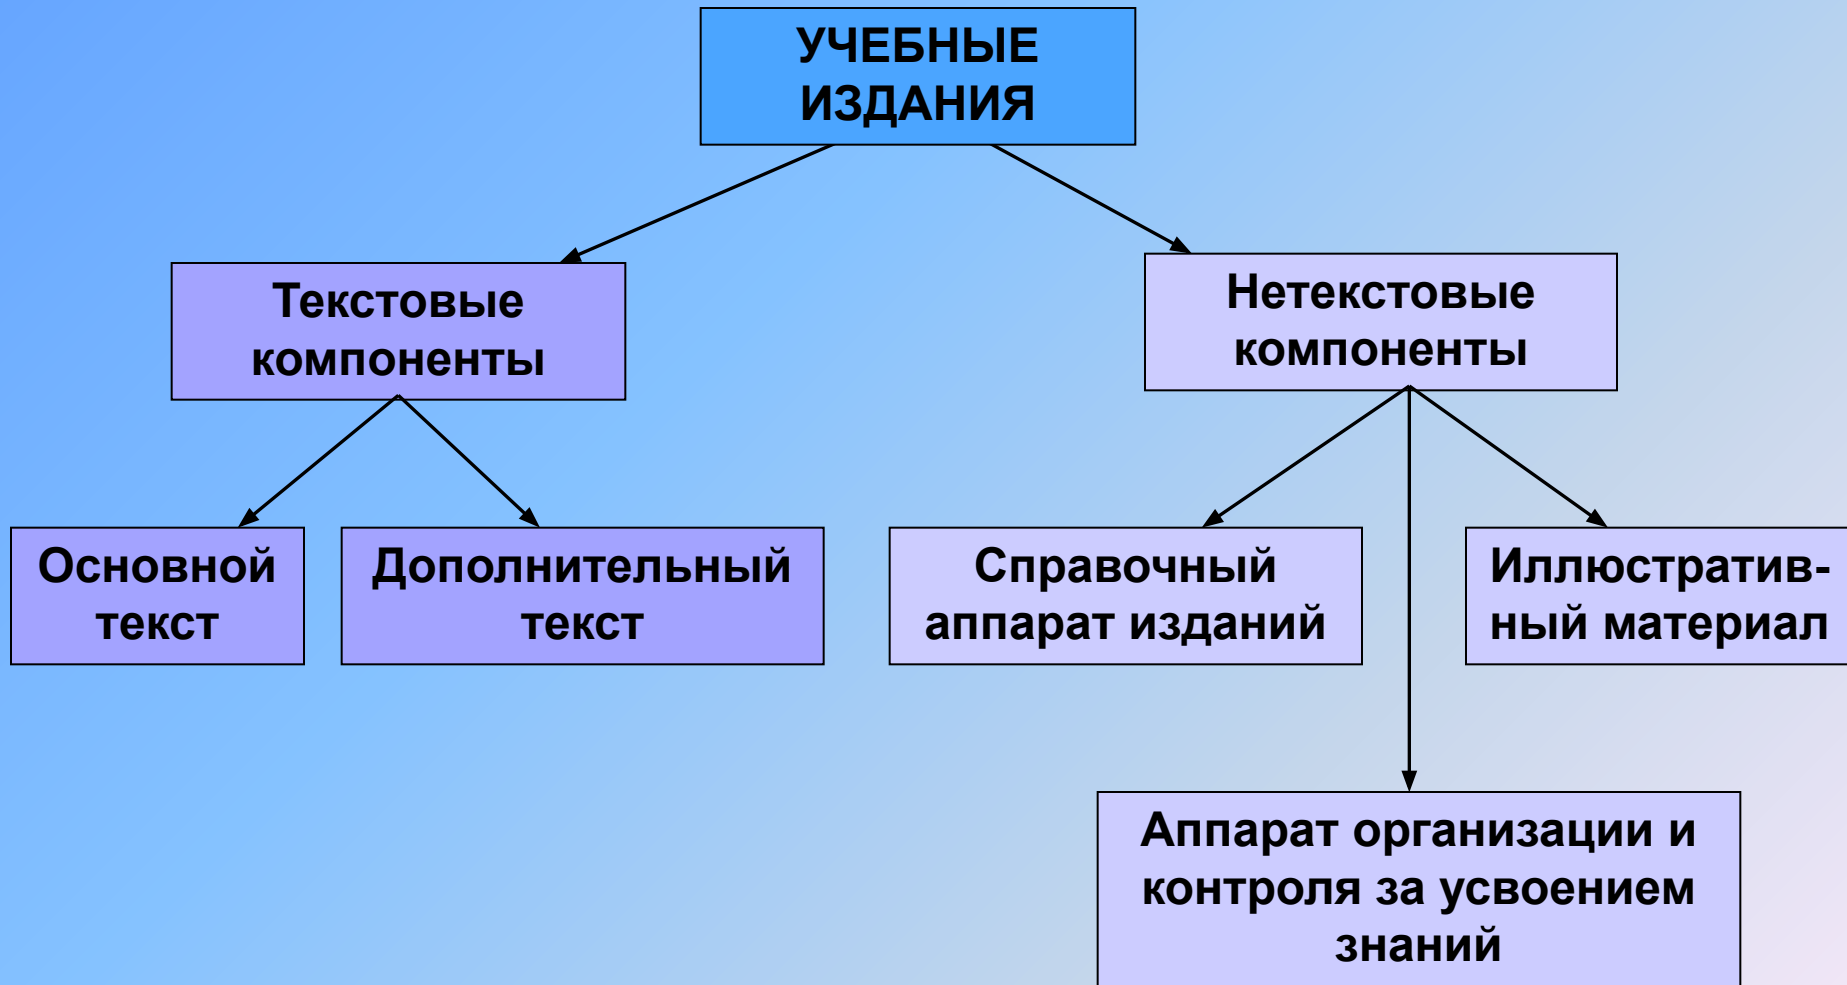 УЧЕБНЫЕ
ИЗДАНИЯ
Текстовые
компоненты
Нетекстовые
компоненты
Основной
текст
Дополнительный
текст
Справочный
аппарат изданий
Иллюстратив-
ный материал
Аппарат организации и
контроля за усвоением
знаний